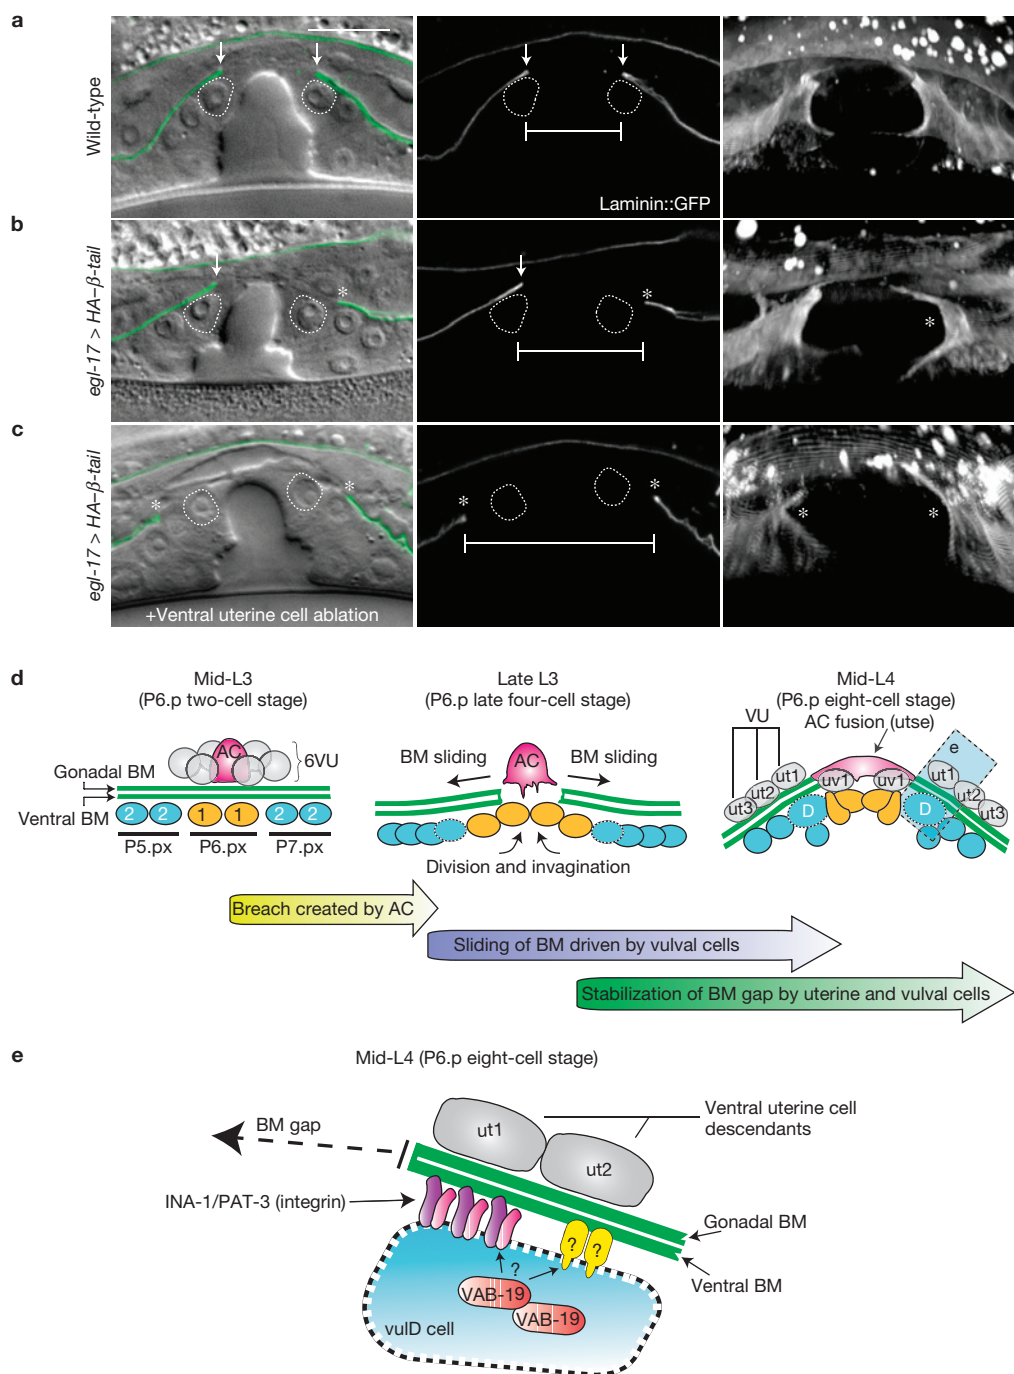 a
Wild-type
Laminin::GFP
b
egl-17 > HA–β-tail
*
*
*
c
egl-17 > HA–β-tail
*
*
*
*
*
*
+Ventral uterine cell ablation
d
Mid-L3
(P6.p two-cell stage)
Late L3
(P6.p late four-cell stage)
Mid-L4
(P6.p eight-cell stage)
AC fusion (utse)
VU
AC
6VU
Gonadal BM
Ventral BM
2 2 1 1 2 2
P5.px P6.px P7.px
BM sliding
AC
BM sliding
Division and invagination
e
ut1
ut2
ut3
uv1
uv1
ut1
ut2
ut3
D
D
Breach created by AC
Sliding of BM driven by vulval cells
Stabilization of BM gap by uterine and vulval cells
e
Mid-L4 (P6.p eight-cell stage)
BM gap
ut1
ut2
Ventral uterine cell
descendants
INA-1/PAT-3 (integrin)
Gonadal BM
Ventral BM
? ?
?
VAB-19
VAB-19
vulD cell